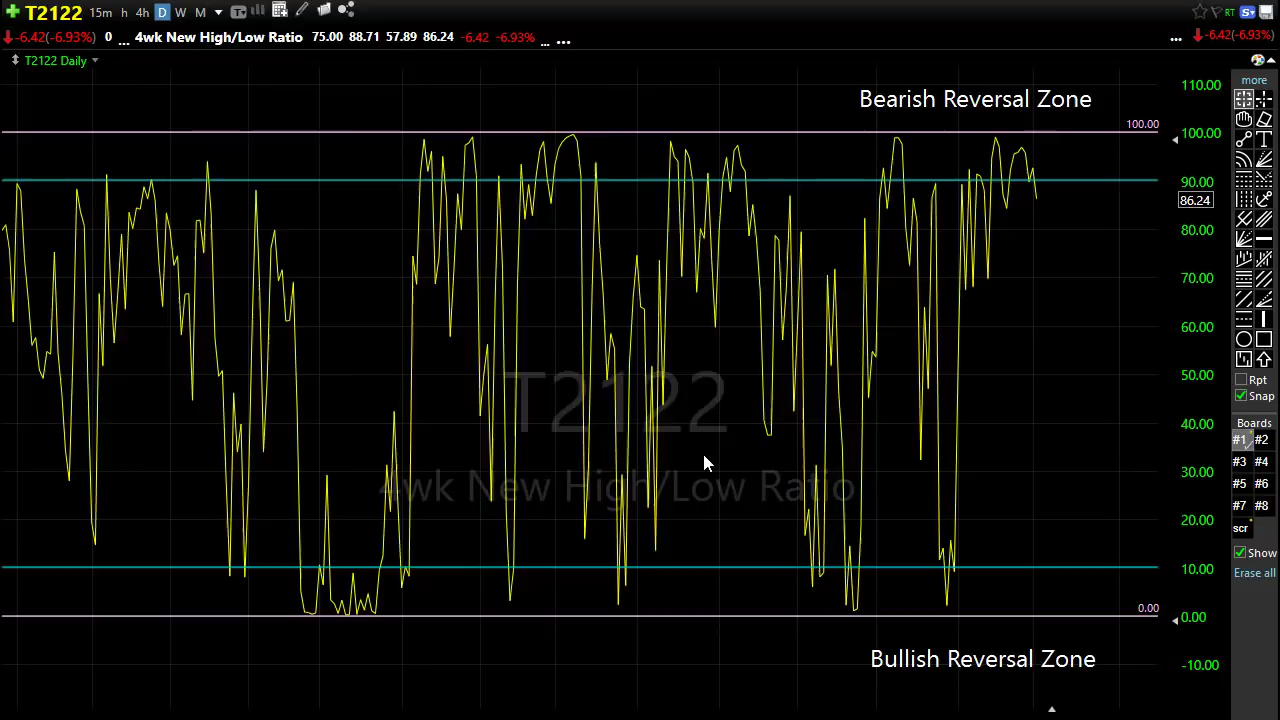 T2122 15m h 4h D W M T RT S
-6.42(-6.93%) 0 ... 4wk New High/Low Ratio 75.00 88.71 57.89 86.24 -6.42 -6.93% ... ... ... -6.42(-6.93%)
T2122 Daily
more
Bearish Reversal Zone
110.00
100.00
100.00
90.00
86.24
80.00
70.00
60.00
50.00
40.00
30.00
20.00
10.00
0.00
0.00
-10.00
T2122
4wk New High/Low Ratio
Bullish Reversal Zone
T
Rpt
Snap
Boards
#1 #2
#3 #4
#5 #6
#7 #8
scr
Show
Erase all